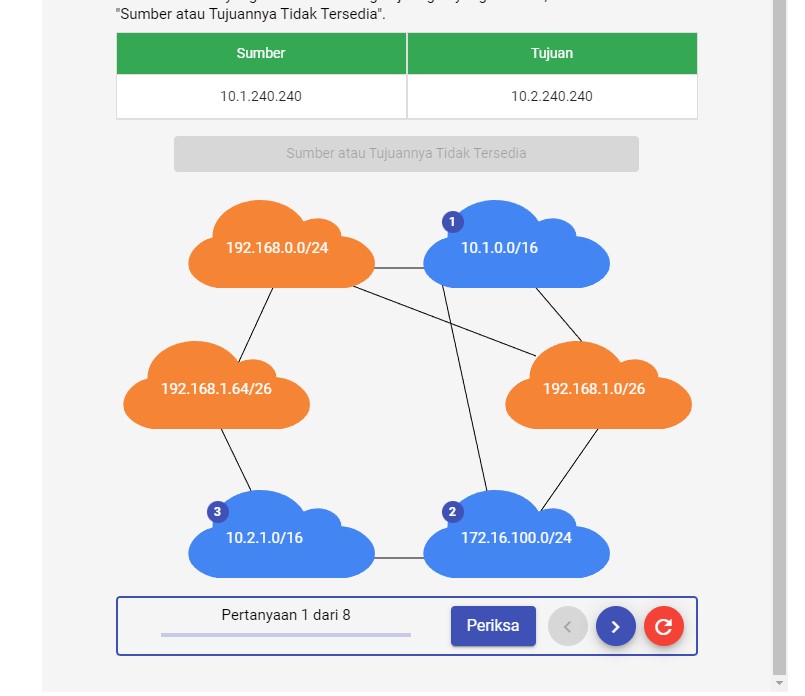 "Sumber atau Tujuannya Tidak Tersedia".
Sumber Tujuan
10.1.240.240 10.2.240.240
Sumber atau Tujuannya Tidak Tersedia
1
192.168.0.0/24 10.1.0.0/16
192.168.1.64/26 192.168.1.0/26
3 2
10.2.1.0/16 172.16.100.0/24
Pertanyaan 1 dari 8 Periksa